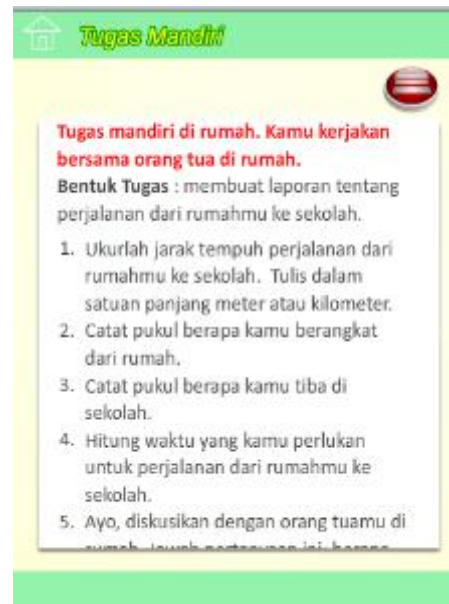 Tugas Mandiri
Tugas mandiri di rumah. Kamu kerjakan
bersama orang tua di rumah.
Bentuk Tugas : membuat laporan tentang
perjalanan dari rumahmu ke sekolah.
1. Ukurlah jarak tempuh perjalanan dari
rumahmu ke sekolah. Tulis dalam
satuan panjang meter atau kilometer.
2. Catat pukul berapa kamu berangkat
dari rumah.
3. Catat pukul berapa kamu tiba di
sekolah.
4. Hitung waktu yang kamu perlukan
untuk perjalanan dari rumahmu ke
sekolah.
5. Ayo, diskusikan dengan orang tuamu di